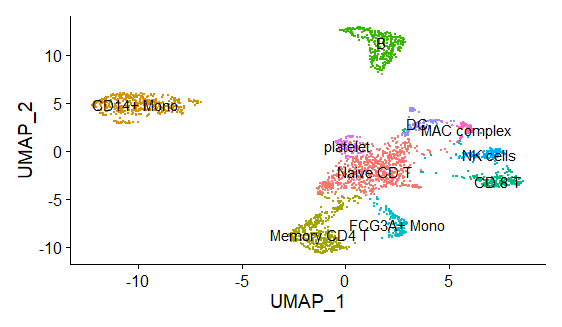 B
10
5
0
-5
-10
UMAP_2
CD14+ Mono
DC
MAC complex
platelet
NK cells
Naive CD T
CD 8 T
FCG3A+ Mono
Memory CD4 T
-10
-5
0
5
UMAP_1